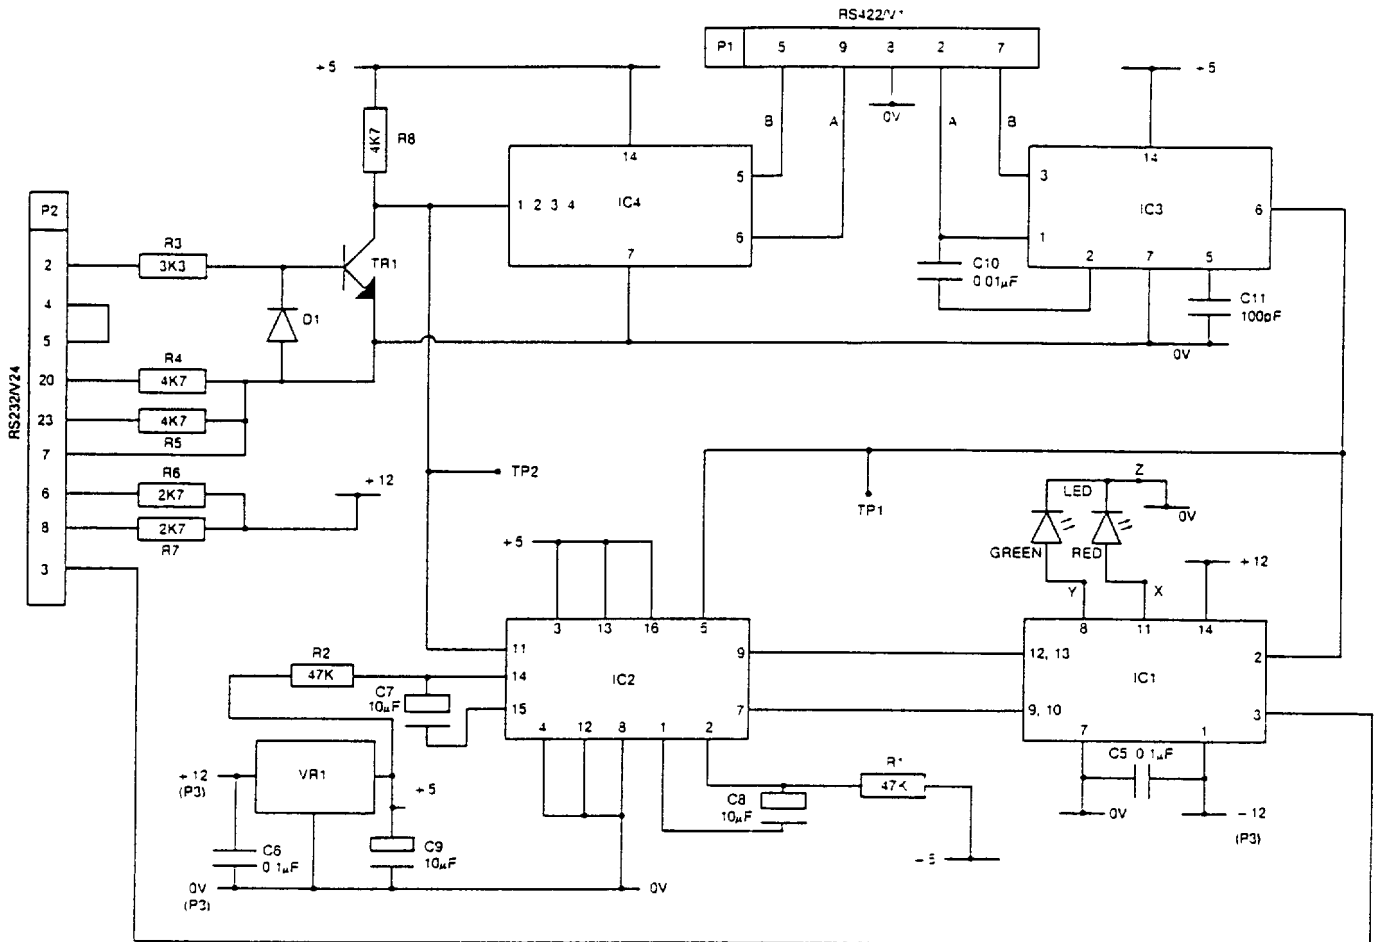 RS422/V
P1 5 9 8 2 7
+5
+5
4K7
R8
B
A
0V
A
B
14
5
1 2 3 4
IC4
6
7
14
3
IC3
6
1
2
7
5
P2
R3
2
3K3
TR1
C10
0.01µF
C11
100pF
4
D1
5
0V
R4
20
4K7
23
4K7
R5
7
RS232/V24
R6
6
2K7
+12
8
2K7
R7
3
TP2
TP1
Z
LED
0V
GREEN
RED
+5
+12
Y
X
3
13
16
5
8
11
14
11
9
12, 13
2
R2
47K
14
IC2
IC1
C7
10µF
15
7
9, 10
3
4
12
8
1
2
7
1
C5 0.1µF
+12
(P3)
VR1
+5
R1
47K
C8
10µF
0V
-12
(P3)
C6
0.1µF
C9
10µF
0V
(P3)
0V